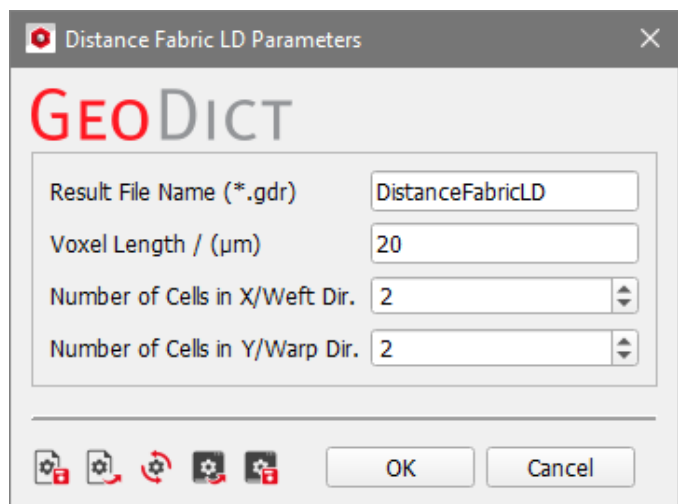 Distance Fabric LD Parameters
GEODICT
Result File Name (*.gdr) DistanceFabricLD
Voxel Length / (µm) 20
Number of Cells in X/Weft Dir. 2
Number of Cells in Y/Warp Dir. 2
OK Cancel